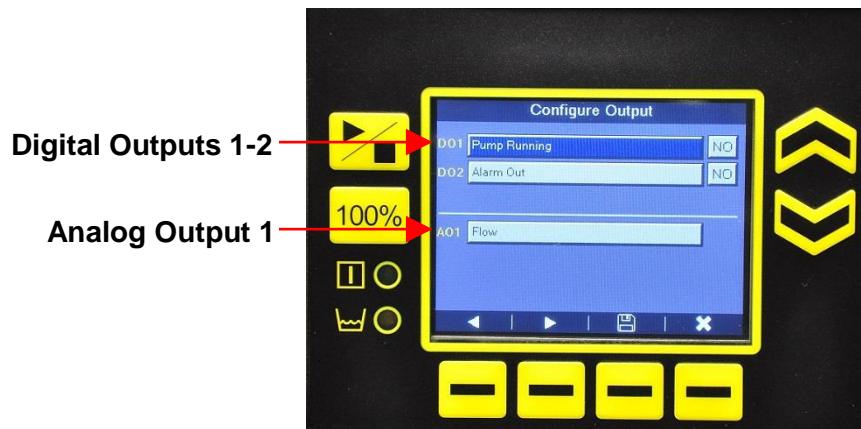 Configure Output
Digital Outputs 1-2
DO1 Pump Running NO
DO2 Alarm Out NO
100%
Analog Output 1
AO1 Flow